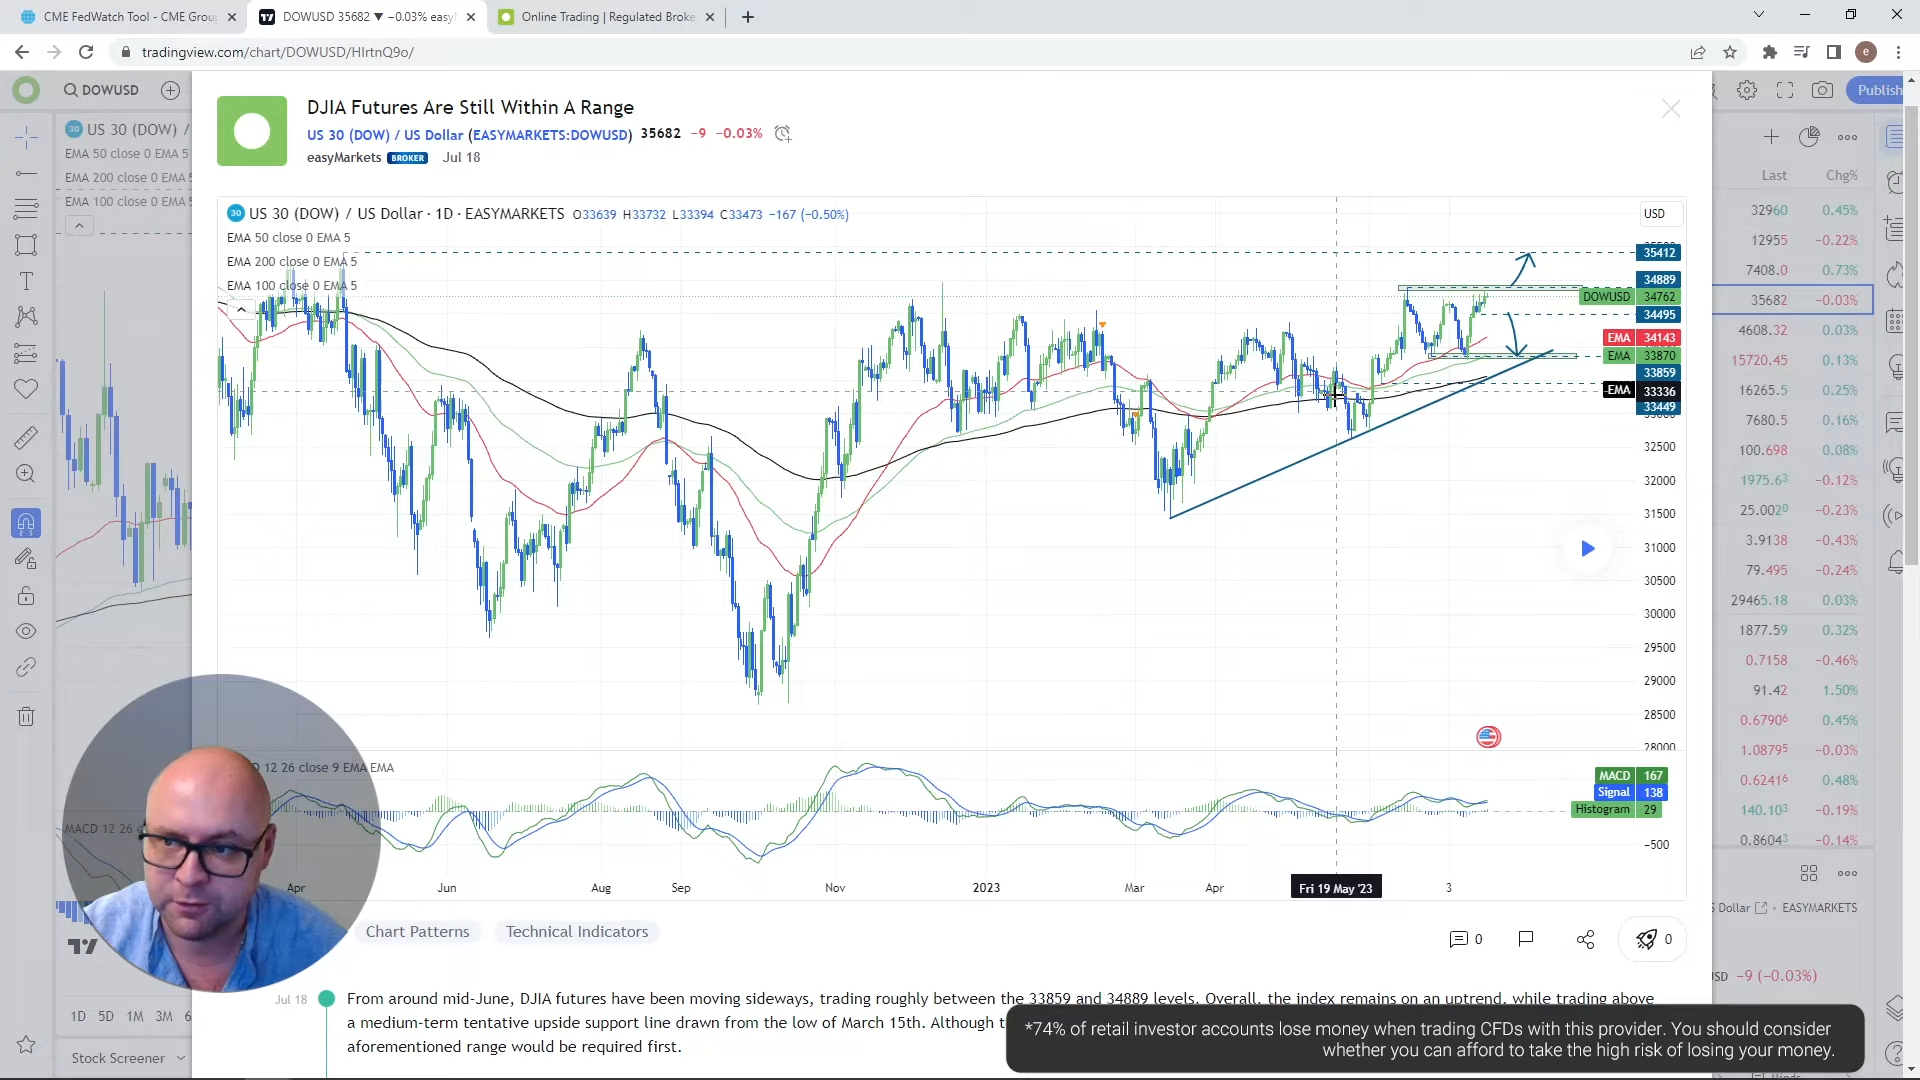 CME FedWatch Tool - CME Grou
DOWUSD 35682 ▼ −0.03% easy
Online Trading | Regulated Broke
tradingview.com/chart/DOWUSD/HIrtnQ9o/
e
DOWUSD
Publish
30 US 30 (DOW) /
EMA 50 close 0 EMA 5
EMA 200 close 0 EMA 5
EMA 100 close 0 EMA 5
DJIA Futures Are Still Within A Range
US 30 (DOW) / US Dollar (EASYMARKETS:DOWUSD) 35682 −9 −0.03%
easyMarkets BROKER Jul 18
30 US 30 (DOW) / US Dollar · 1D · EASYMARKETS O33639 H33732 L33394 C33473 −167 (−0.50%)
USD
EMA 50 close 0 EMA 5
EMA 200 close 0 EMA 5
EMA 100 close 0 EMA 5
35412
34889
DOWUSD 34762
34495
EMA 34143
EMA 33870
33859
EMA 33336
33449
32500
32000
31500
31000
30500
30000
29500
29000
28500
28000
D 12 26 close 9 EMA EMA
MACD 167
Signal 138
Histogram 29
−500
Apr Jun Aug Sep Nov 2023 Mar Apr Fri 19 May '23 3
Last Chg%
32960 0.45%
12955 −0.22%
7408.0 0.73%
35682 −0.03%
4608.32 0.03%
15720.45 0.13%
16265.5 0.25%
7680.5 0.16%
100.698 0.08%
1975.63 −0.12%
25.0020 −0.23%
3.9138 −0.43%
79.495 −0.24%
29465.18 0.03%
1877.59 0.32%
0.7158 −0.46%
91.42 1.50%
0.67906 0.45%
1.08795 −0.03%
0.62416 0.48%
140.103 −0.19%
0.86043 −0.14%
S Dollar · EASYMARKETS
SD −9 (−0.03%)
MACD 12 26
Chart Patterns Technical Indicators
0 0
Jul 18 From around mid-June, DJIA futures have been moving sideways, trading roughly between the 33859 and 34889 levels. Overall, the index remains on an uptrend, while trading above
a medium-term tentative upside support line drawn from the low of March 15th. Although t
aforementioned range would be required first.
1D 5D 1M 3M 6
Stock Screener
*74% of retail investor accounts lose money when trading CFDs with this provider. You should consider
whether you can afford to take the high risk of losing your money.